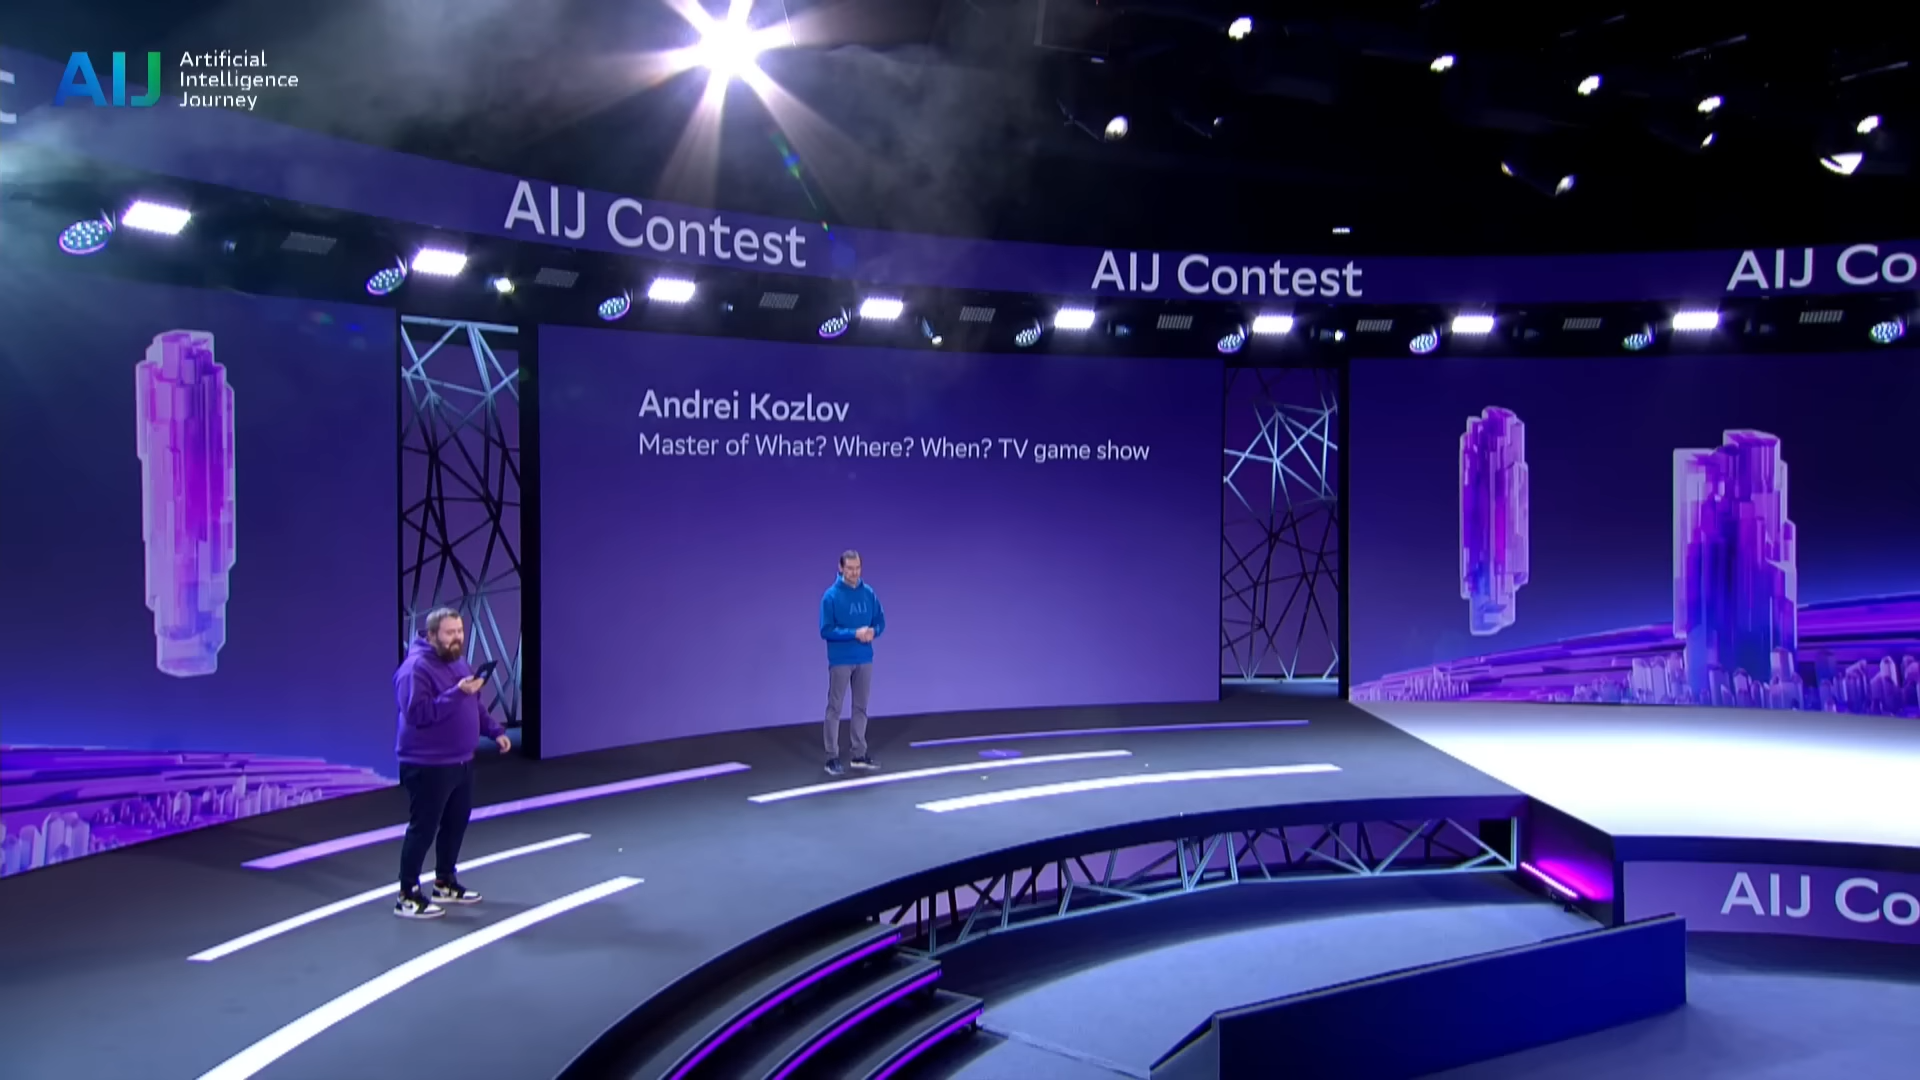 AIJ
Artificial
Intelligence
Journey
AIJ Contest
AIJ Contest
AIJ Co
Andrei Kozlov
Master of What? Where? When? TV game show
AIJ
AIJ Co